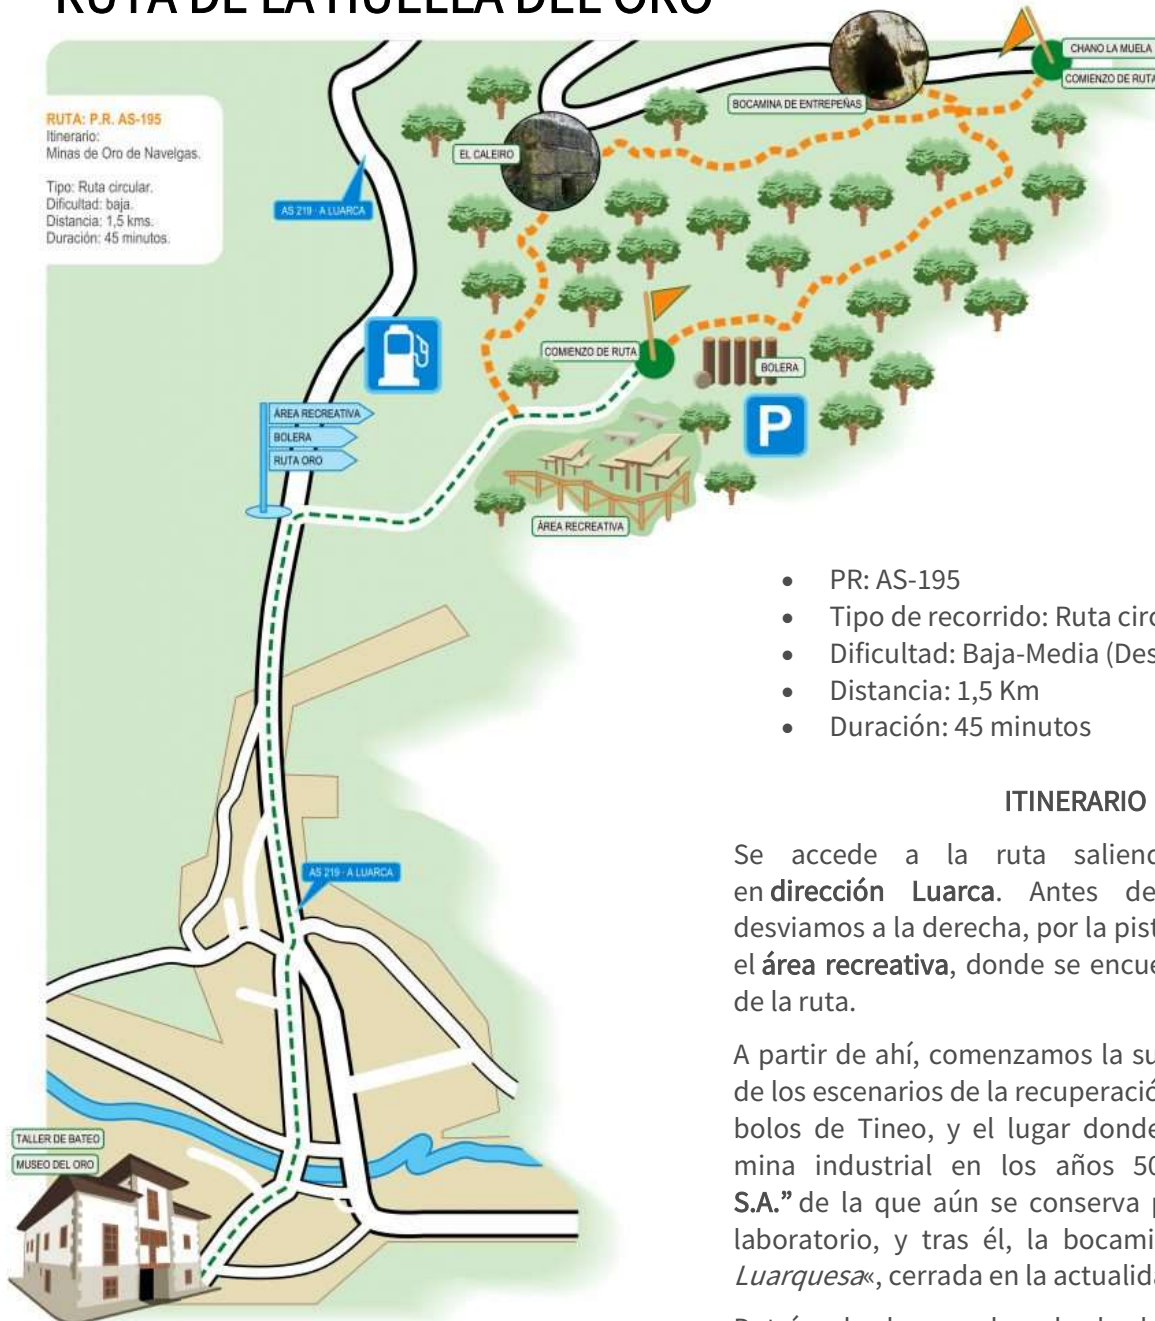 RUTA DE LA HUELLA DEL ORO
RUTA: P.R. AS-195
Itinerario:
Minas de Oro de Navelgas.
Tipo: Ruta circular.
Dificultad: baja.
Distancia: 1,5 kms.
Duración: 45 minutos.
CHANO LA MUELA
COMIENZO DE RUTA
BOCAMINA DE ENTREPEÑAS
EL CALEIRO
AS 219 - A LUARCA
COMIENZO DE RUTA
BOLERA
P
ÁREA RECREATIVA
BOLERA
RUTA ORO
ÁREA RECREATIVA
AS 219 - A LUARCA
TALLER DE BATEO
MUSEO DEL ORO
• PR: AS-195
• Tipo de recorrido: Ruta circ
• Dificultad: Baja-Media (Des
• Distancia: 1,5 Km
• Duración: 45 minutos
ITINERARIO
Se accede a la ruta saliend
en dirección Luarca. Antes de
desviamos a la derecha, por la pist
el área recreativa, donde se encue
de la ruta.
A partir de ahí, comenzamos la su
de los escenarios de la recuperació
bolos de Tineo, y el lugar donde
mina industrial en los años 50
S.A." de la que aún se conserva p
laboratorio, y tras él, la bocami
Luarquesa«, cerrada en la actualida